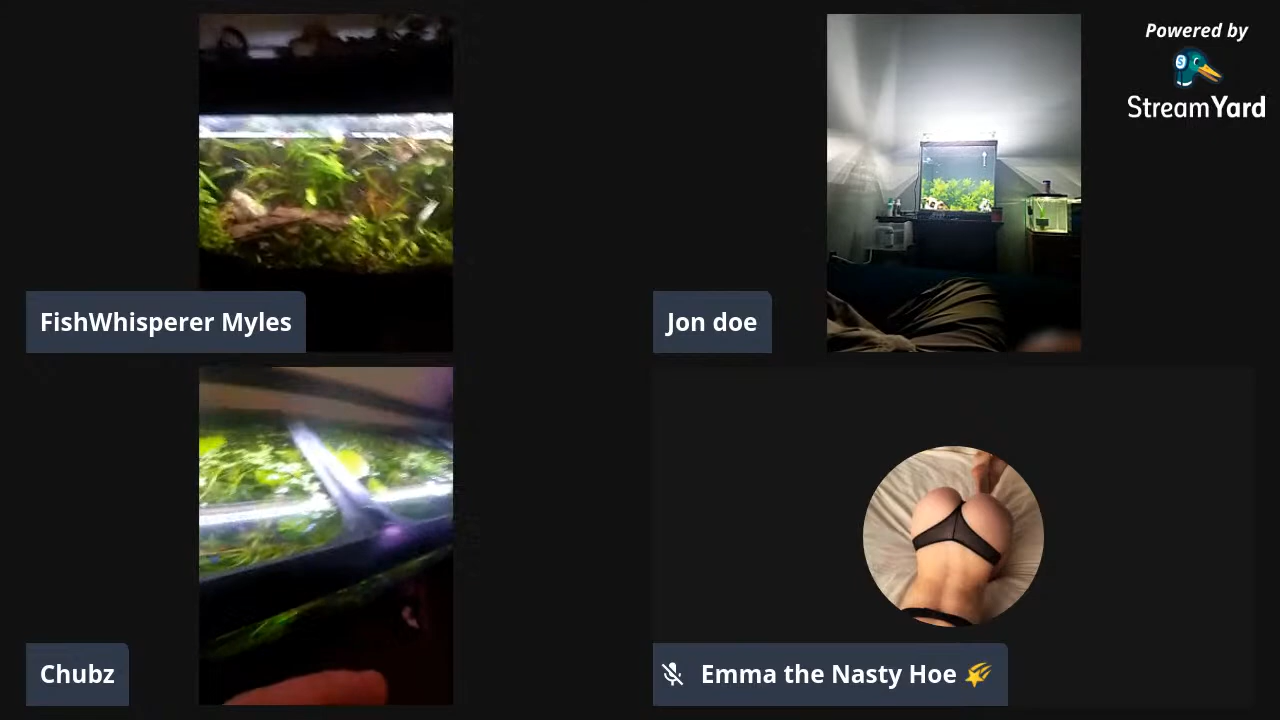 Powered by
StreamYard
FishWhisperer Myles
Jon doe
Chubz
Emma the Nasty Hoe